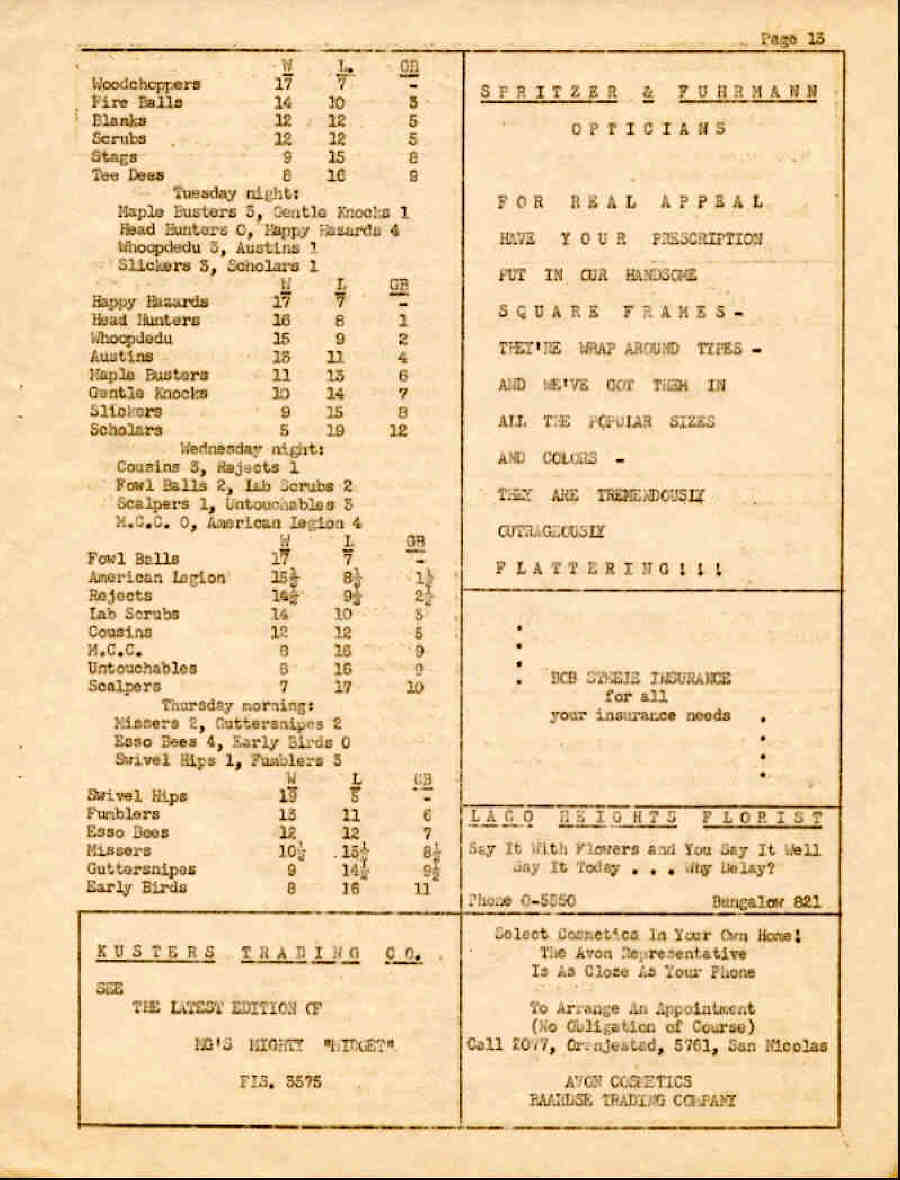 Page 13
W L. GB
Woodchoppers 17 7 -
Fire Balls 14 10 3
Blanks 12 12 5
Scrubs 12 12 5
Stags 9 15 8
Tee Dees 8 16 9
Tuesday night:
Maple Busters 3, Gentle Knocks 1
Head Hunters 0, Happy Hazards 4
Whoopdedu 3, Austins 1
Slickers 3, Scholars 1
W L GB
Happy Hazards 17 7 -
Head Hunters 16 8 1
Whoopdedu 15 9 2
Austins 13 11 4
Maple Busters 11 13 6
Gentle Knocks 10 14 7
Slickers 9 15 8
Scholars 5 19 12
Wednesday night:
Cousins 3, Rejects 1
Fowl Balls 2, Lab Scrubs 2
Scalpers 1, Untouchables 3
M.C.C. 0, American Legion 4
W L GB
Fowl Balls 17 7 -
American Legion 15½ 8½ 1½
Rejects 14½ 9½ 2½
Lab Scrubs 14 10 3
Cousins 12 12 5
M.C.C. 8 16 9
Untouchables 8 16 9
Scalpers 7 17 10
Thursday morning:
Missers 2, Guttersnipes 2
Esso Bees 4, Early Birds 0
Swivel Hips 1, Fumblers 3
W L GB
Swivel Hips 19 5 -
Fumblers 13 11 6
Esso Bees 12 12 7
Missers 10½ 13½ 8½
Guttersnipes 9 14½ 9½
Early Birds 8 16 11
KUSTERS TRADING CO.
SEE
THE LATEST EDITION OF
MG'S MIGHTY "MIDGET"
FIS. 3575
SPRITZER & FUHRMANN
OPTICIANS
FOR REAL APPEAL
HAVE YOUR PRESCRIPTION
PUT IN OUR HANDSOME
SQUARE FRAMES -
THEY'RE WRAP AROUND TYPES -
AND WE'VE GOT THEM IN
ALL THE POPULAR SIZES
AND COLORS -
THEY ARE TREMENDOUSLY
OUTRAGEOUSLY
FLATTERING!!!
BOB STEELE INSURANCE
for all
your insurance needs
LAGO HEIGHTS FLORIST
Say It With Flowers and You Say It Well
Say It Today . . . Why Delay?
Phone 0-5550 Bungalow 821
Select Cosmetics In Your Own Home!
The Avon Representative
Is As Close As Your Phone
To Arrange An Appointment
(No Obligation of Course)
Call 2077, Oranjestad, 5761, San Nicolas
AVON COSMETICS
BAARDSE TRADING COMPANY